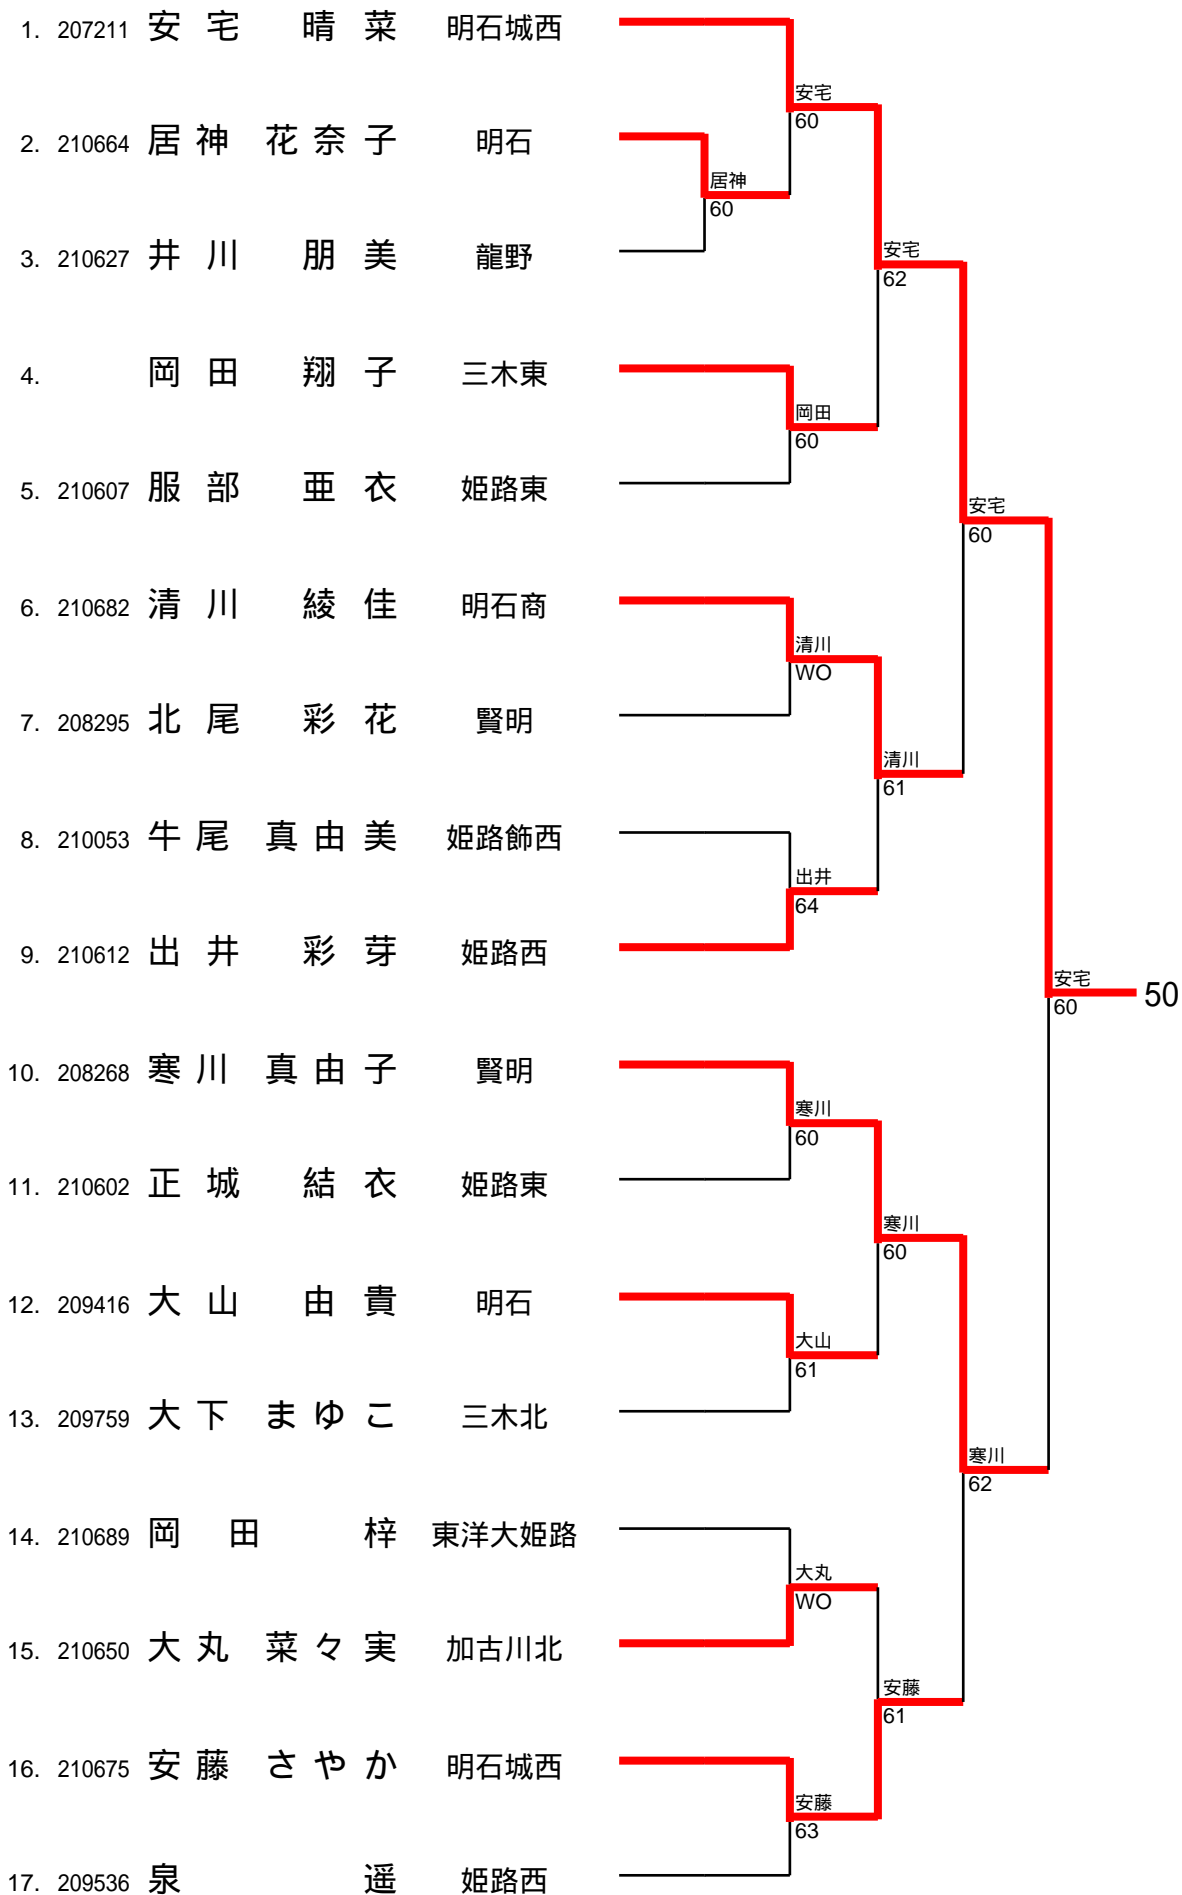 1. 207211 安宅 晴菜 明石城西
安宅
60
2. 210664 居神 花奈子 明石
居神
60
3. 210627 井川 朋美 龍野
安宅
62
4. 岡田 翔子 三木東
岡田
60
5. 210607 服部 亜衣 姫路東
安宅
60
6. 210682 清川 綾佳 明石商
清川
WO
7. 208295 北尾 彩花 賢明
清川
61
8. 210053 牛尾 真由美 姫路飾西
出井
64
9. 210612 出井 彩芽 姫路西
安宅
60
50
10. 208268 寒川 真由子 賢明
寒川
60
11. 210602 正城 結衣 姫路東
寒川
60
12. 209416 大山 由貴 明石
大山
61
13. 209759 大下 まゆこ 三木北
寒川
62
14. 210689 岡田 梓 東洋大姫路
大丸
WO
15. 210650 大丸 菜々実 加古川北
安藤
61
16. 210675 安藤 さやか 明石城西
安藤
63
17. 209536 泉 遥 姫路西